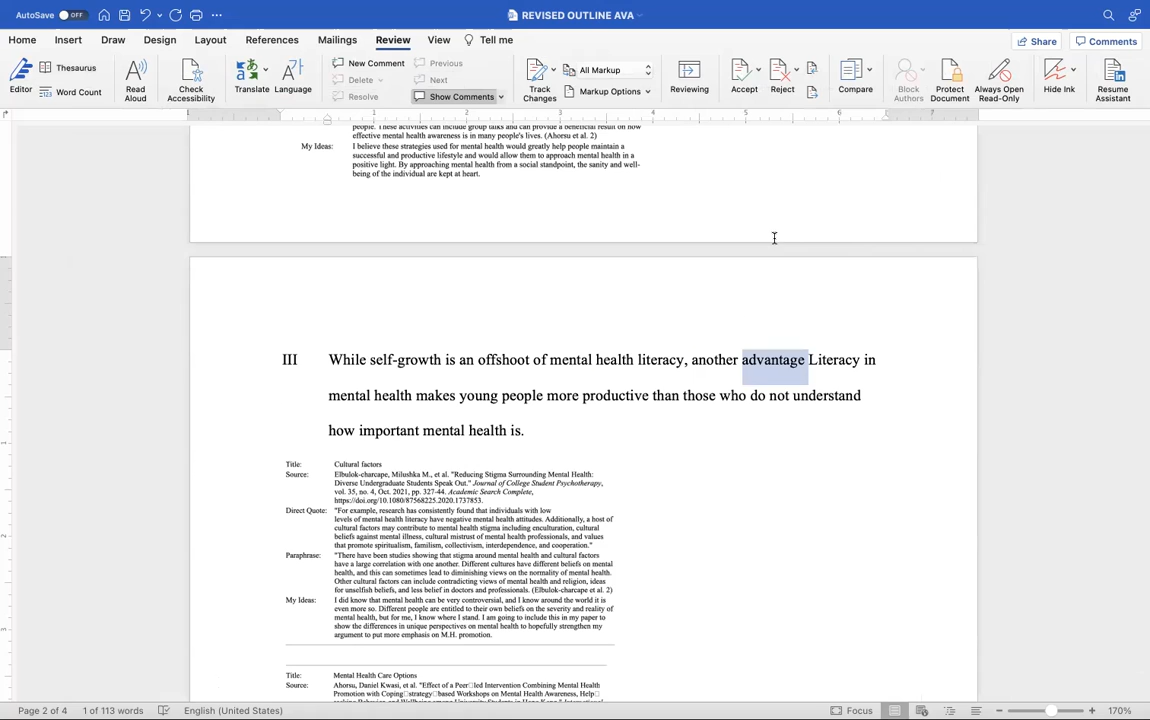 AutoSave OFF REVISED OUTLINE AVA
Home Insert Draw Design Layout References Mailings Review View Tell me Share Comments
Editor Thesaurus Word Count Read Aloud Check Accessibility Translate Language New Comment Delete Resolve Previous Next Show Comments Track Changes All Markup Markup Options Reviewing Accept Reject Compare Block Authors Protect Document Always Open Read-Only Hide Ink Resume Assistant
1 1 2 3 4 5 6 7
people. These activities can include group talks and can provide a beneficial result on how
effective mental health awareness is in many people's lives. (Ahorsu et al. 2)
My Ideas: I believe these strategies used for mental health would greatly help people maintain a
successful and productive lifestyle and would allow them to approach mental health in a
positive light. By approaching mental health from a social standpoint, the sanity and well-
being of the individual are kept at heart.
III While self-growth is an offshoot of mental health literacy, another advantage Literacy in
mental health makes young people more productive than those who do not understand
how important mental health is.
Title: Cultural factors
Source: Elbulok-charcape, Milushka M., et al. "Reducing Stigma Surrounding Mental Health:
Diverse Undergraduate Students Speak Out." Journal of College Student Psychotherapy,
vol. 35, no. 4, Oct. 2021, pp. 327-44. Academic Search Complete,
https://doi.org/10.1080/87568225.2020.1737853.
Direct Quote: "For example, research has consistently found that individuals with low
levels of mental health literacy have negative mental health attitudes. Additionally, a host of
cultural factors may contribute to mental health stigma including enculturation, cultural
beliefs against mental illness, cultural mistrust of mental health professionals, and values
that promote spiritualism, familism, collectivism, interdependence, and cooperation."
Paraphrase: "There have been studies showing that stigma around mental health and cultural factors
have a large correlation with one another. Different cultures have different beliefs on mental
health, and this can sometimes lead to diminishing views on the normality of mental health.
Other cultural factors can include contradicting views of mental health and religion, ideas
for unselfish beliefs, and less belief in doctors and professionals. (Elbulok-charcape et al. 2)
My Ideas: I did know that mental health can be very controversial, and I know around the world it is
even more so. Different people are entitled to their own beliefs on the severity and reality of
mental health, but for me, I know where I stand. I am going to include this in my paper to
show the differences in unique perspectives on mental health to hopefully strengthen my
argument to put more emphasis on M.H. promotion.
Title: Mental Health Care Options
Source: Ahorsu, Daniel Kwasi, et al. "Effect of a Peer□led Intervention Combining Mental Health
Promotion with Coping□strategy□based Workshops on Mental Health Awareness, Help□
Page 2 of 4 1 of 113 words English (United States) Focus 170%